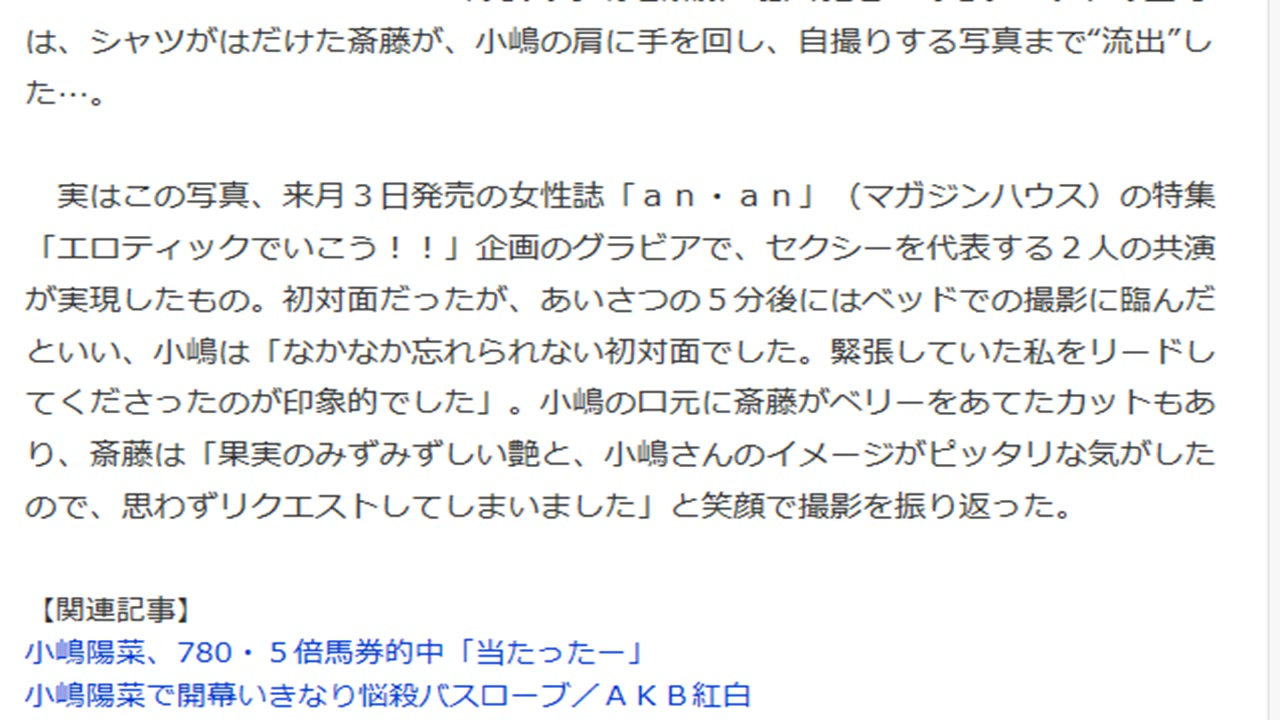 は、シャツがはだけた斎藤が、小嶋の肩に手を回し、自撮りする写真まで“流出”し
た…。
　実はこの写真、来月３日発売の女性誌「ａｎ・ａｎ」（マガジンハウス）の特集
「エロティックでいこう！！」企画のグラビアで、セクシーを代表する２人の共演
が実現したもの。初対面だったが、あいさつの５分後にはベッドでの撮影に臨んだ
といい、小嶋は「なかなか忘れられない初対面でした。緊張していた私をリードし
てくださったのが印象的でした」。小嶋の口元に斎藤がベリーをあてたカットもあ
り、斎藤は「果実のみずみずしい艶と、小嶋さんのイメージがピッタリな気がした
ので、思わずリクエストしてしまいました」と笑顔で撮影を振り返った。
【関連記事】
小嶋陽菜、780・５倍馬券的中「当たったー」
小嶋陽菜で開幕いきなり悩殺バスローブ／ＡＫＢ紅白